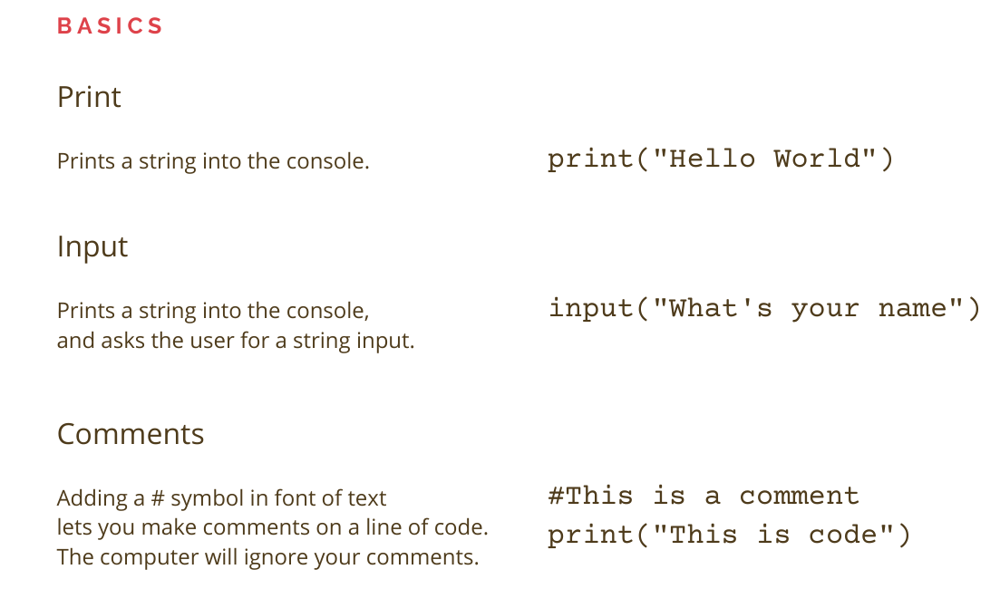 BASICS
Print
Prints a string into the console.
print("Hello World")
Input
Prints a string into the console,
and asks the user for a string input.
input("What's your name")
Comments
Adding a # symbol in font of text
lets you make comments on a line of code.
The computer will ignore your comments.
#This is a comment
print("This is code")